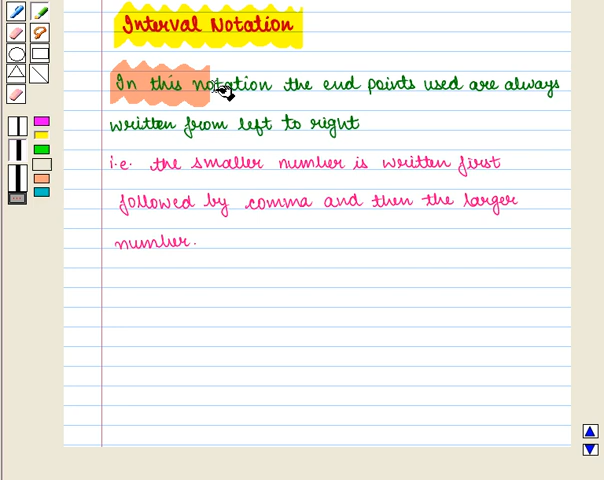 Interval Notation
In this notation the end points used are always
written from left to right
i.e. the smaller number is written first
followed by comma and then the larger
number.